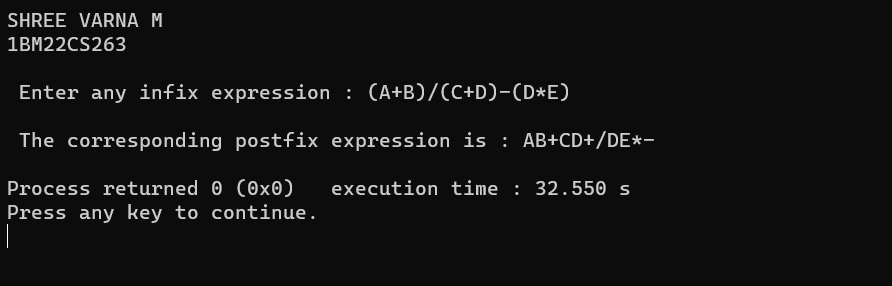 SHREE VARNA M
1BM22CS263
Enter any infix expression : (A+B)/(C+D)-(D*E)
The corresponding postfix expression is : AB+CD+/DE*-
Process returned 0 (0x0)   execution time : 32.550 s
Press any key to continue.